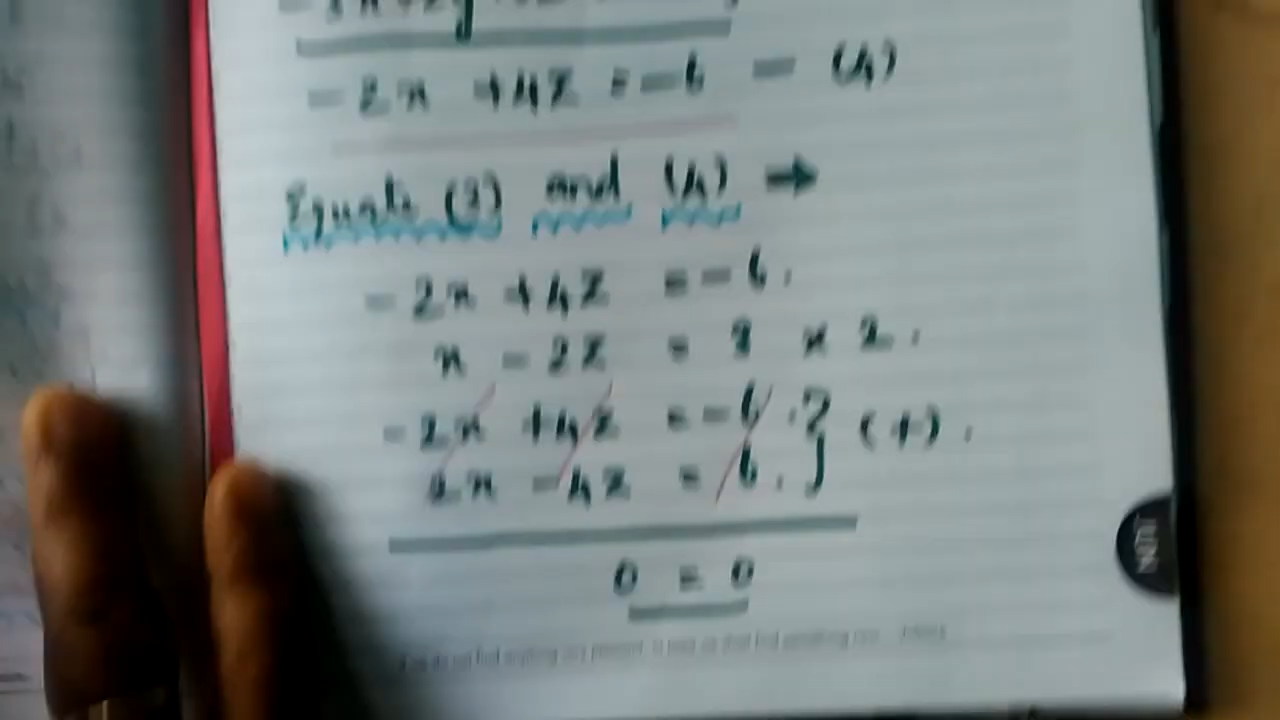 -2x +4z = -6 — (4)
Equate (3) and (4) →
-2x +4z = -6.
x - 2z = 3 x 2.
-2x +4z = -6. } (+).
2x - 4z = 6.
0 = 0